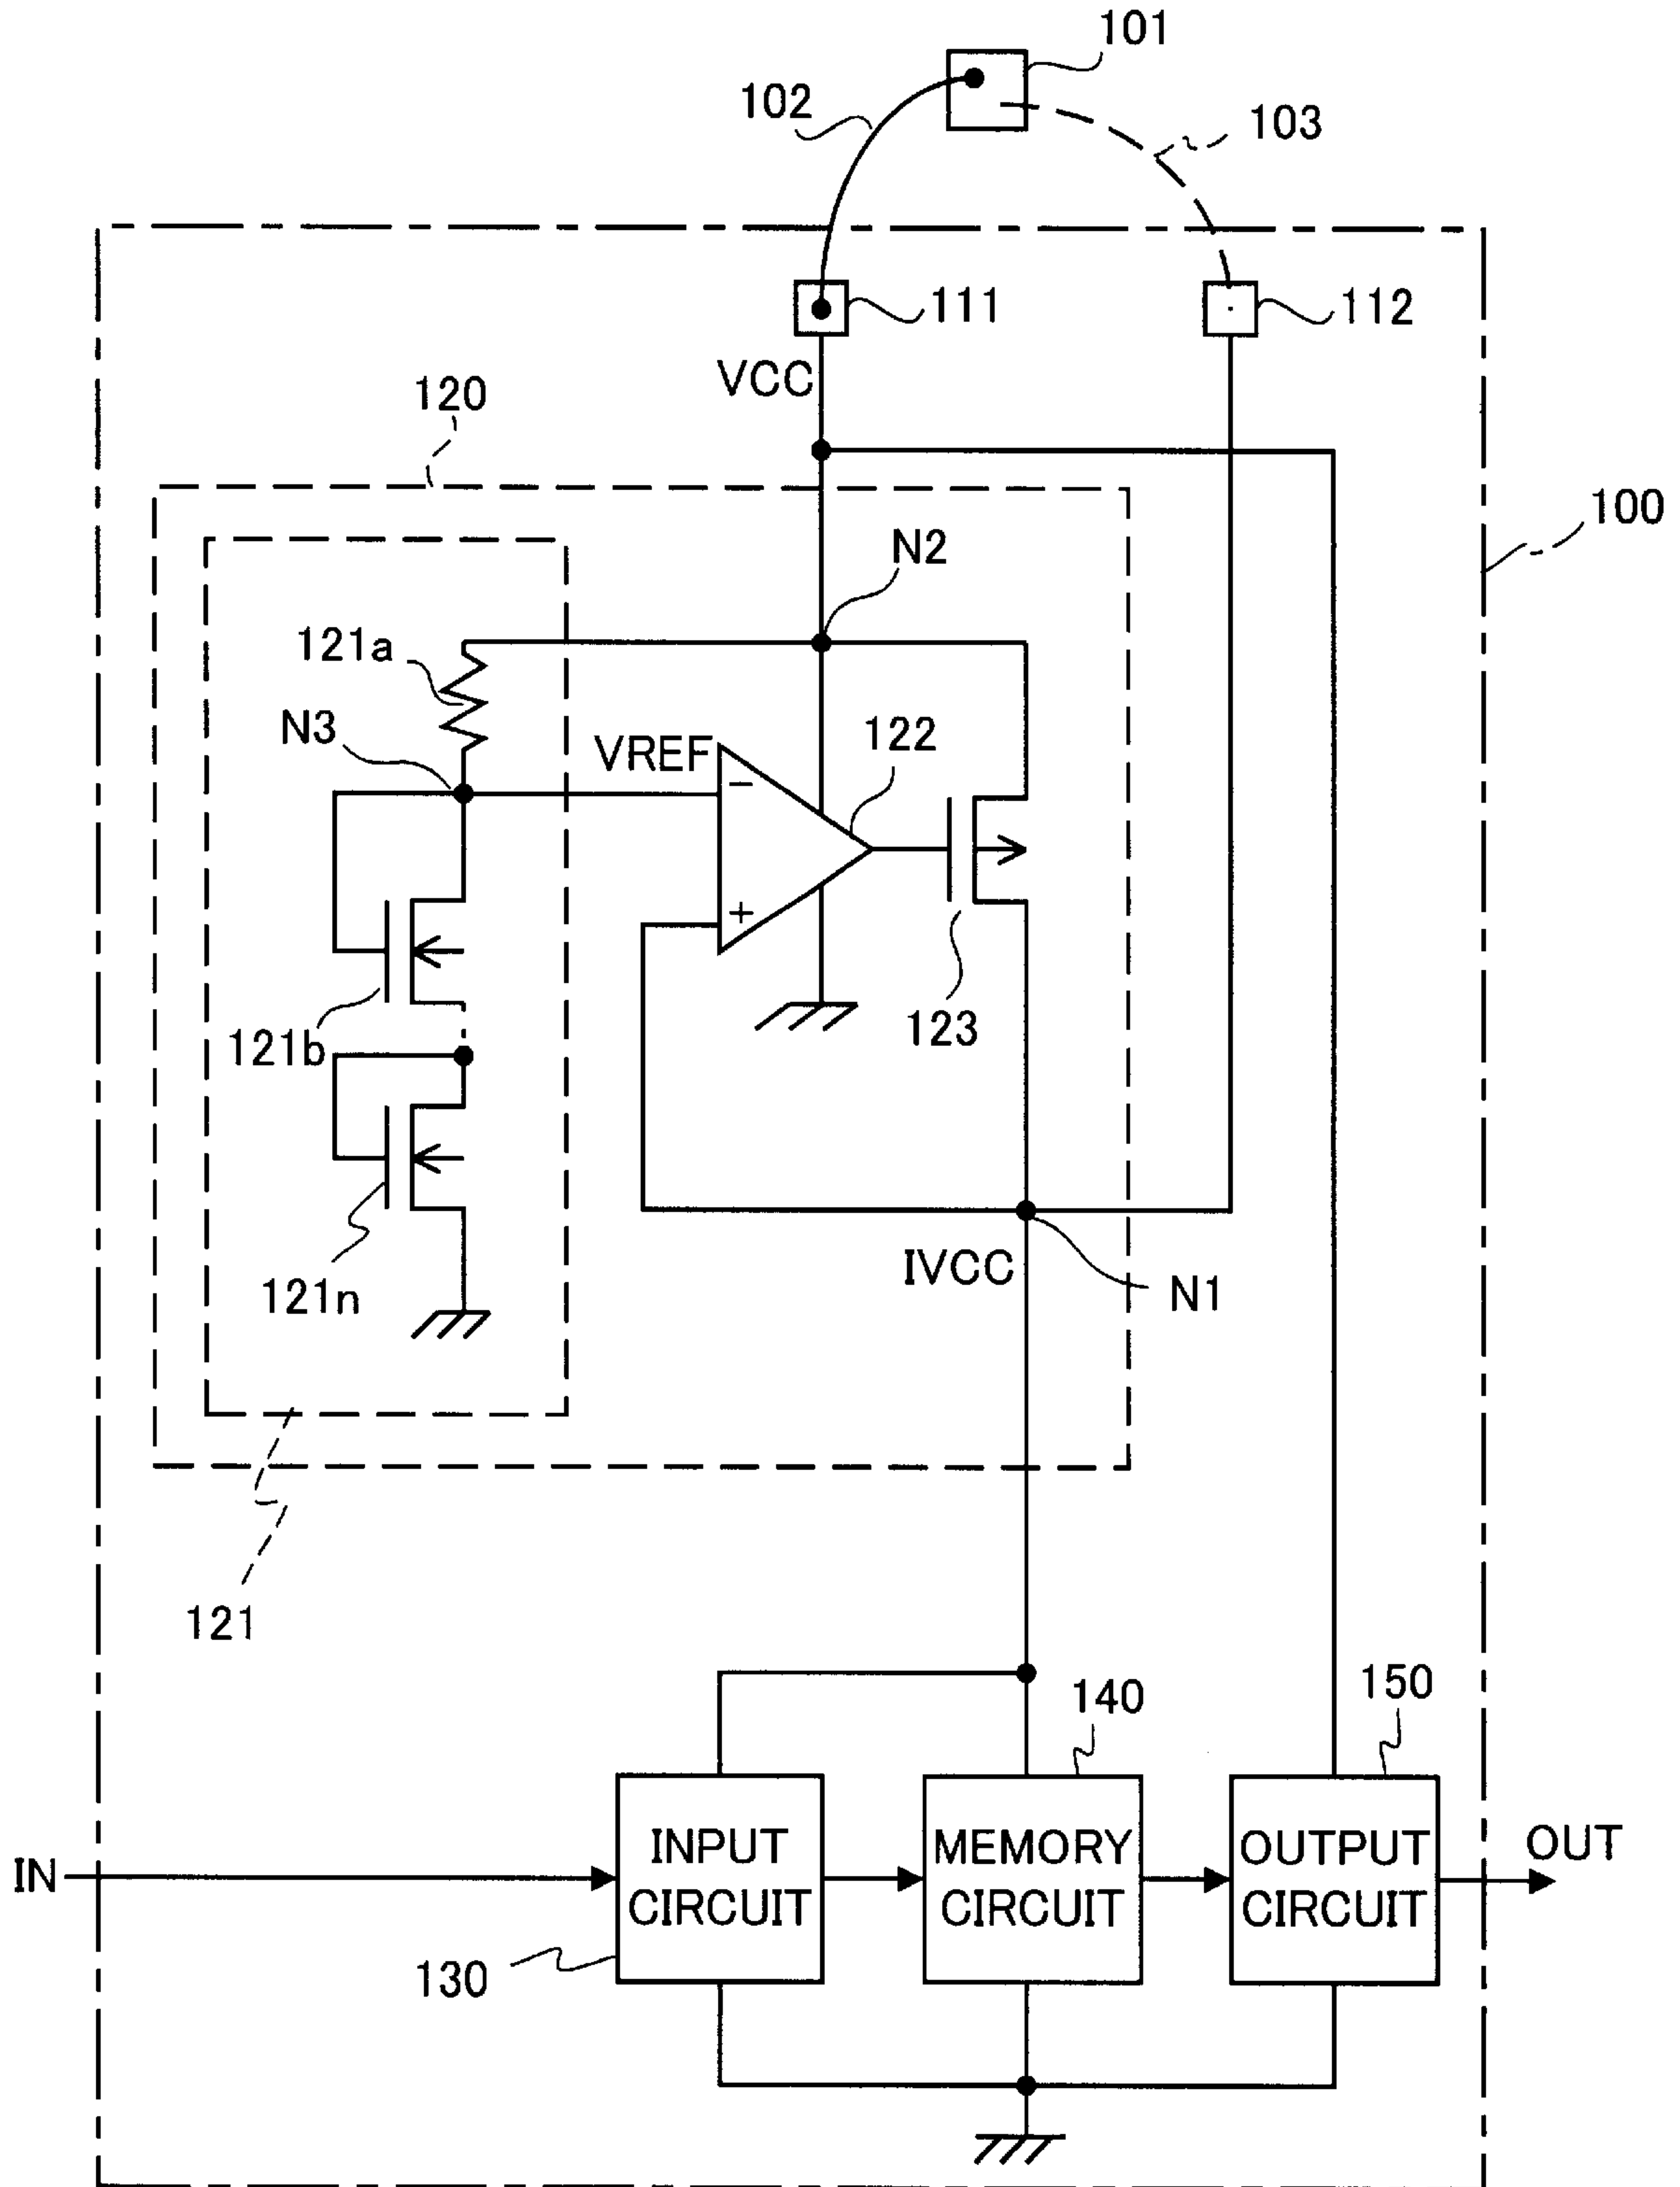 101
102
103
111
112
VCC
120
100
N2
121a
N3
VREF
122
−
+
121b
123
121n
IVCC
N1
121
140
150
IN
INPUT
CIRCUIT
MEMORY
CIRCUIT
OUTPUT
CIRCUIT
OUT
130